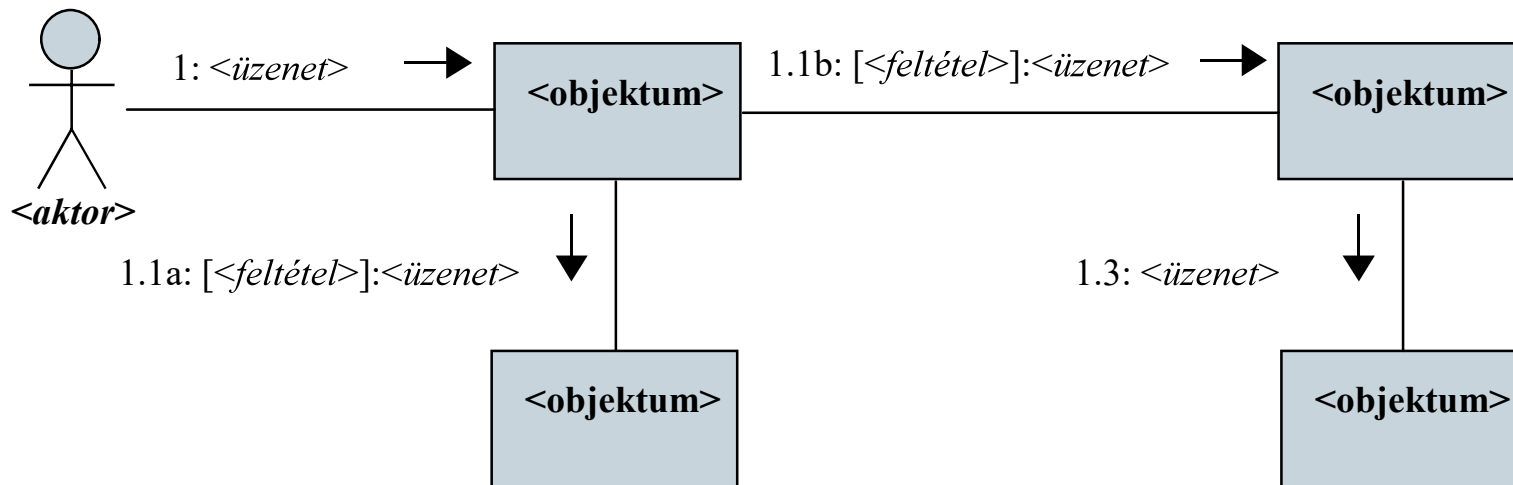 1: <üzenet>
1.1b: [<feltétel>]:<üzenet>
<objektum>
<objektum>
<aktor>
1.1a: [<feltétel>]:<üzenet>
1.3: <üzenet>
<objektum>
<objektum>